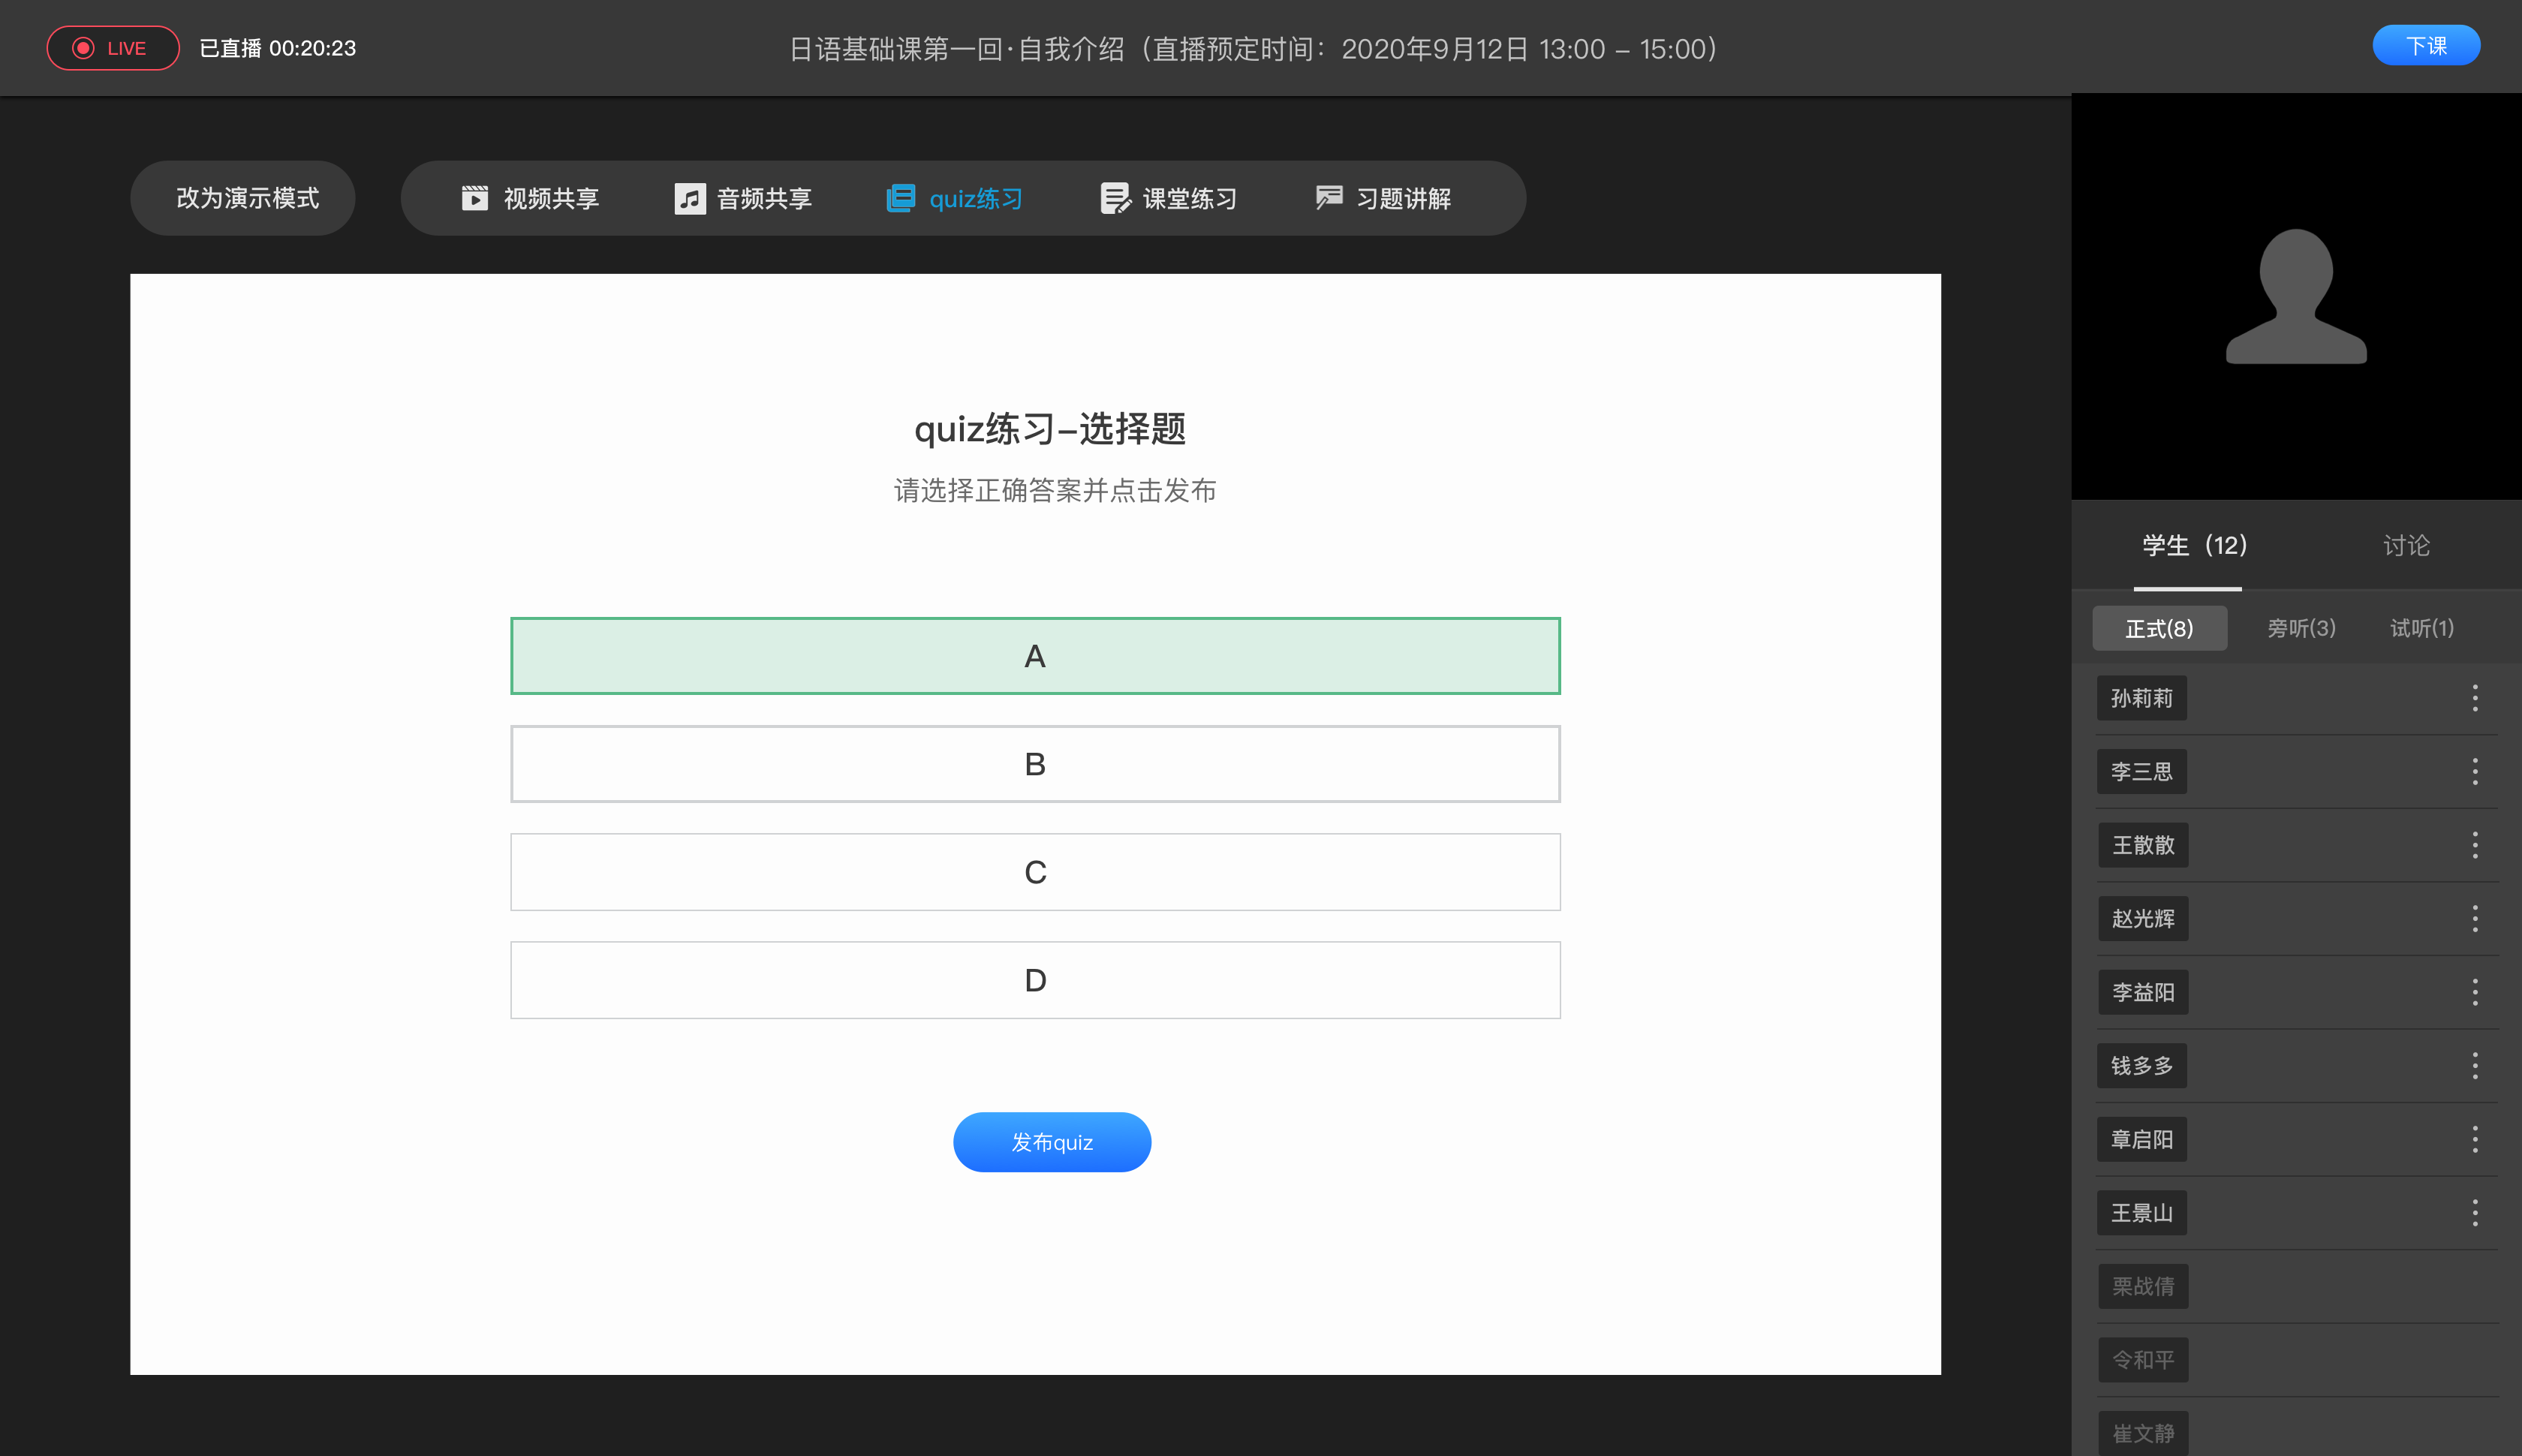 LIVE
已直播 00:20:23
日语基础课第一回·自我介绍（直播预定时间：2020年9月12日 13:00 – 15:00）
下课
改为演示模式
视频共享
音频共享
quiz练习
课堂练习
习题讲解
quiz练习–选择题
请选择正确答案并点击发布
A
B
C
D
发布quiz
学生（12）
讨论
正式(8)
旁听(3)
试听(1)
孙莉莉
李三思
王散散
赵光辉
李益阳
钱多多
章启阳
王景山
栗战倩
令和平
崔文静